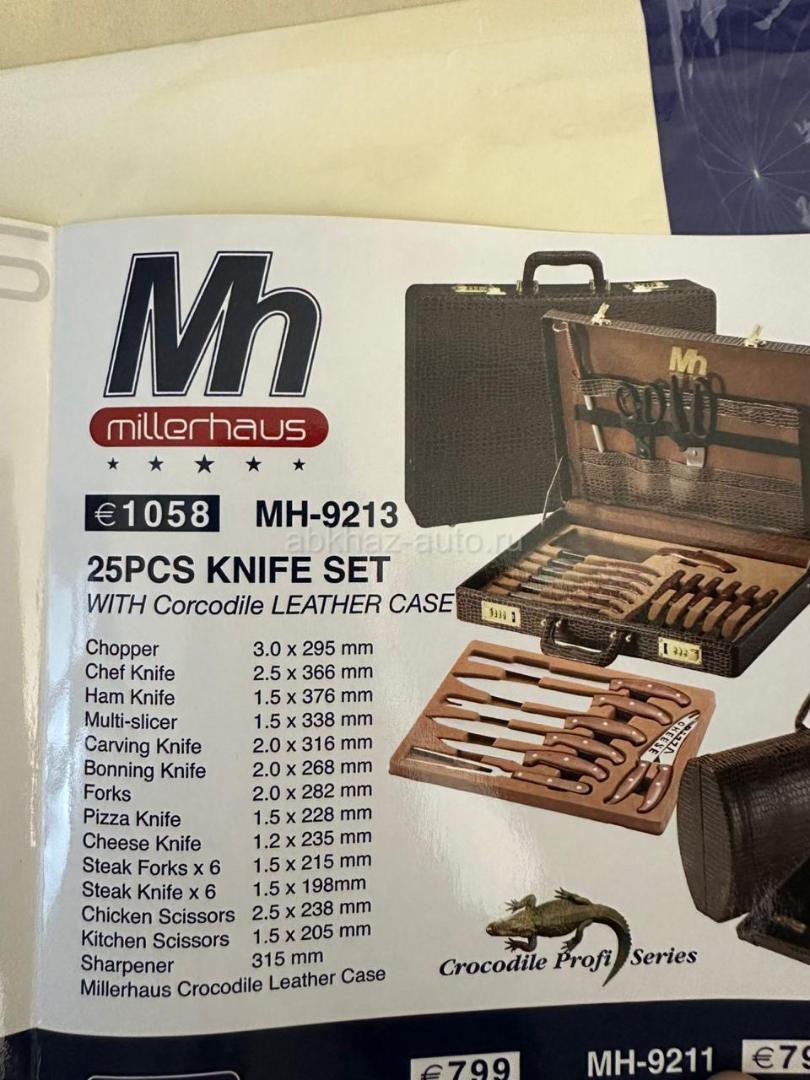 Mh
millerhaus
€1058 MH-9213
25PCS KNIFE SET
WITH Corcodile LEATHER CASE
Chopper 3.0 x 295 mm
Chef Knife 2.5 x 366 mm
Ham Knife 1.5 x 376 mm
Multi-slicer 1.5 x 338 mm
Carving Knife 2.0 x 316 mm
Bonning Knife 2.0 x 268 mm
Forks 2.0 x 282 mm
Pizza Knife 1.5 x 228 mm
Cheese Knife 1.2 x 235 mm
Steak Forks x 6 1.5 x 215 mm
Steak Knife x 6 1.5 x 198mm
Chicken Scissors 2.5 x 238 mm
Kitchen Scissors 1.5 x 205 mm
Sharpener 315 mm
Millerhaus Crocodile Leather Case
Mh
PIZZA
CHEESE
Crocodile Profi Series
€799 MH-9211
abkhaz-auto.ru